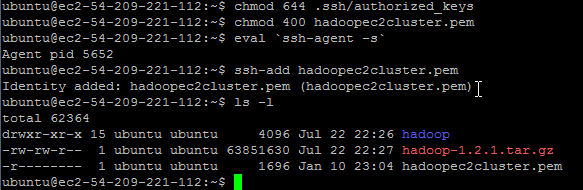 ubuntu@ec2-54-209-221-112:~$ chmod 644 .ssh/authorized_keys
ubuntu@ec2-54-209-221-112:~$ chmod 400 hadoopec2cluster.pem
ubuntu@ec2-54-209-221-112:~$ eval `ssh-agent -s`
Agent pid 5652
ubuntu@ec2-54-209-221-112:~$ ssh-add hadoopec2cluster.pem
Identity added: hadoopec2cluster.pem (hadoopec2cluster.pem)
ubuntu@ec2-54-209-221-112:~$ ls -l
total 62364
drwxr-xr-x 15 ubuntu ubuntu     4096 Jul 22 22:26 hadoop
-rw-rw-r--  1 ubuntu ubuntu 63851630 Jul 22 22:27 hadoop-1.2.1.tar.gz
-r--------  1 ubuntu ubuntu     1696 Jan 10 23:04 hadoopec2cluster.pem
ubuntu@ec2-54-209-221-112:~$